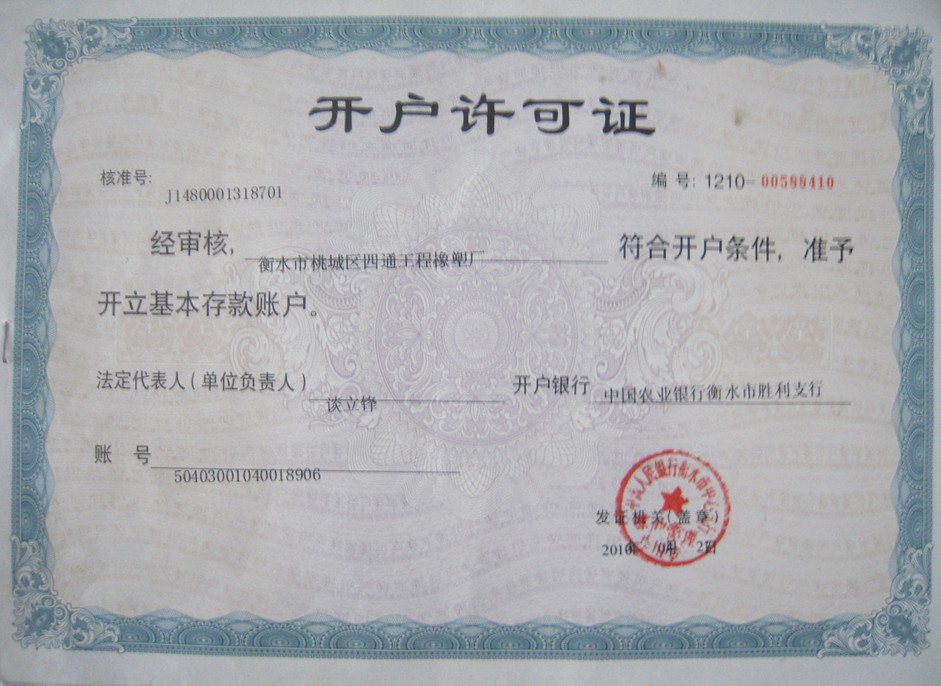 开户许可证
核准号: J1480001318701
编 号: 1210-00588410
经审核, 衡水市桃城区四通工程橡塑厂 符合开户条件, 准予
开立基本存款账户。
法定代表人(单位负责人) 谈立锋 开户银行 中国农业银行衡水市胜利支行
账 号 50403001040018906
发证机关(盖章)